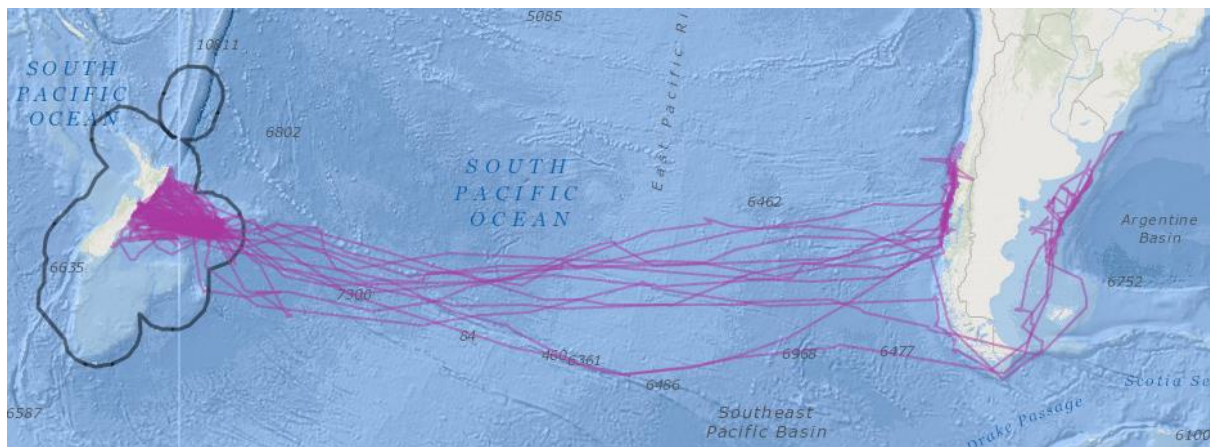 5085
10811
SOUTH
PACIFIC
OCEAN
East Pacific Ri
6802
SOUTH
PACIFIC
OCEAN
6462
Argentine
Basin
6635
7300
6752
84
460
6361
6968
6477
6486
Scotia Se
6587
Southeast
Pacific Basin
Drake Passage
6100